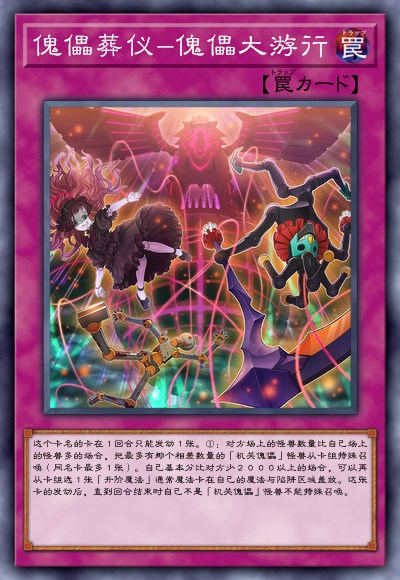 傀儡葬仪-傀儡大游行
トラップ
罠
【罠カード】
トラップ
这个卡名的卡在1回合只能发动1张。①：对方场上的怪兽数量比自己场上
的怪兽多的场合，把最多有那个相差数量的「机关傀儡」怪兽从卡组特殊召
唤（同名卡最多1张）。自己基本分比对方少2000以上的场合，可以再
从卡组选1张「升阶魔法」通常魔法卡在自己的魔法与陷阱区域盖放。这张
卡的发动后，直到回合结束时自己不是「机关傀儡」怪兽不能特殊召唤。